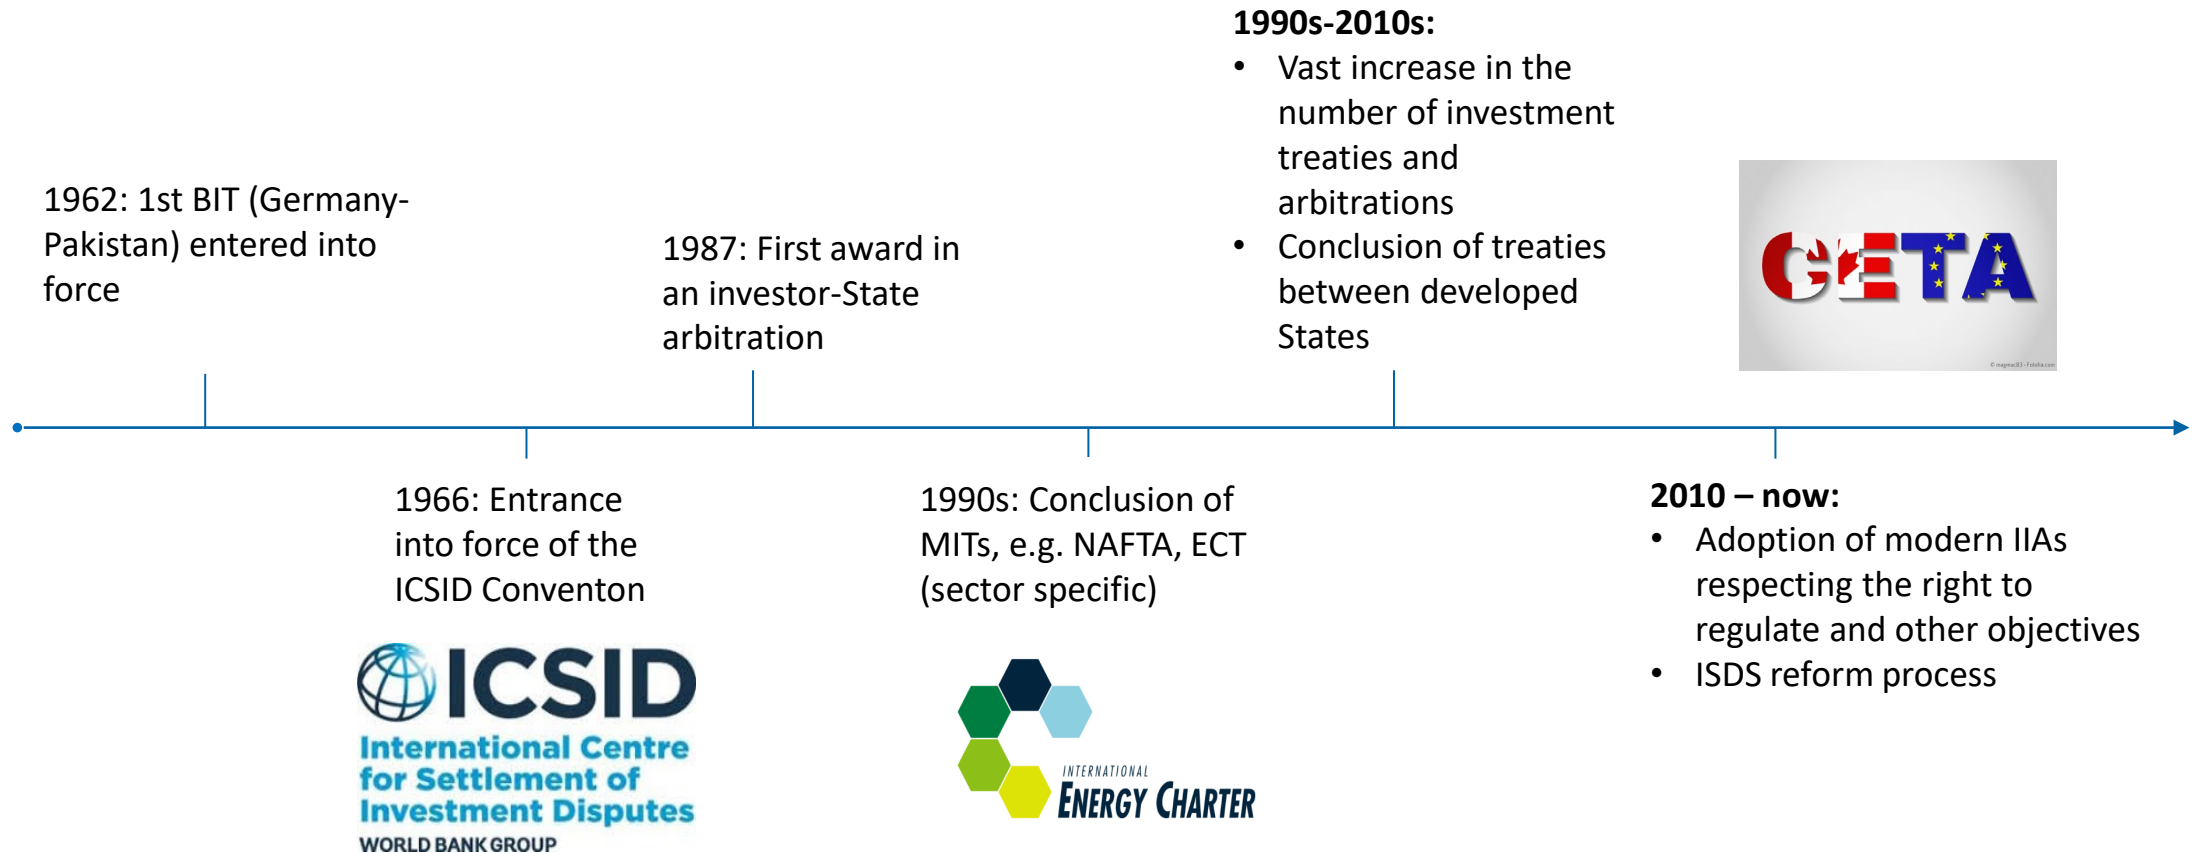 1962: 1st BIT (Germany-
Pakistan) entered into
force
1966: Entrance
into force of the
ICSID Conventon
ICSID
International Centre
for Settlement of
Investment Disputes
WORLD BANK GROUP
1987: First award in
an investor-State
arbitration
1990s: Conclusion of
MITs, e.g. NAFTA, ECT
(sector specific)
INTERNATIONAL
ENERGY CHARTER
1990s-2010s:
• Vast increase in the
number of investment
treaties and
arbitrations
• Conclusion of treaties
between developed
States
CETA
© magmac83 - Fotolia.com
2010 – now:
• Adoption of modern IIAs
respecting the right to
regulate and other objectives
• ISDS reform process